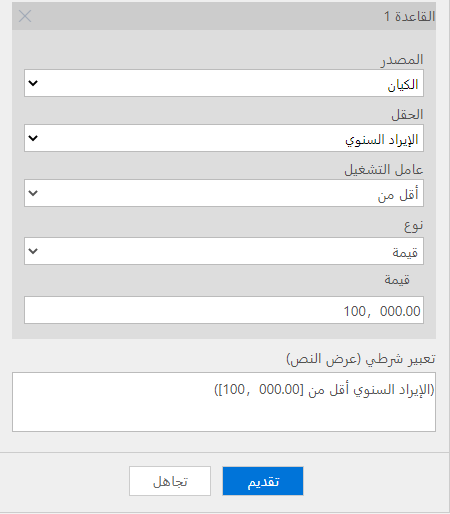 القاعدة 1
المصدر
الكيان
الحقل
الإيراد السنوي
عامل التشغيل
أقل من
نوع
قيمة
قيمة
100, 000.00
تعبير شرطي (عرض النص)
(الإيراد السنوي أقل من [100, 000.00])
تقديم
تجاهل